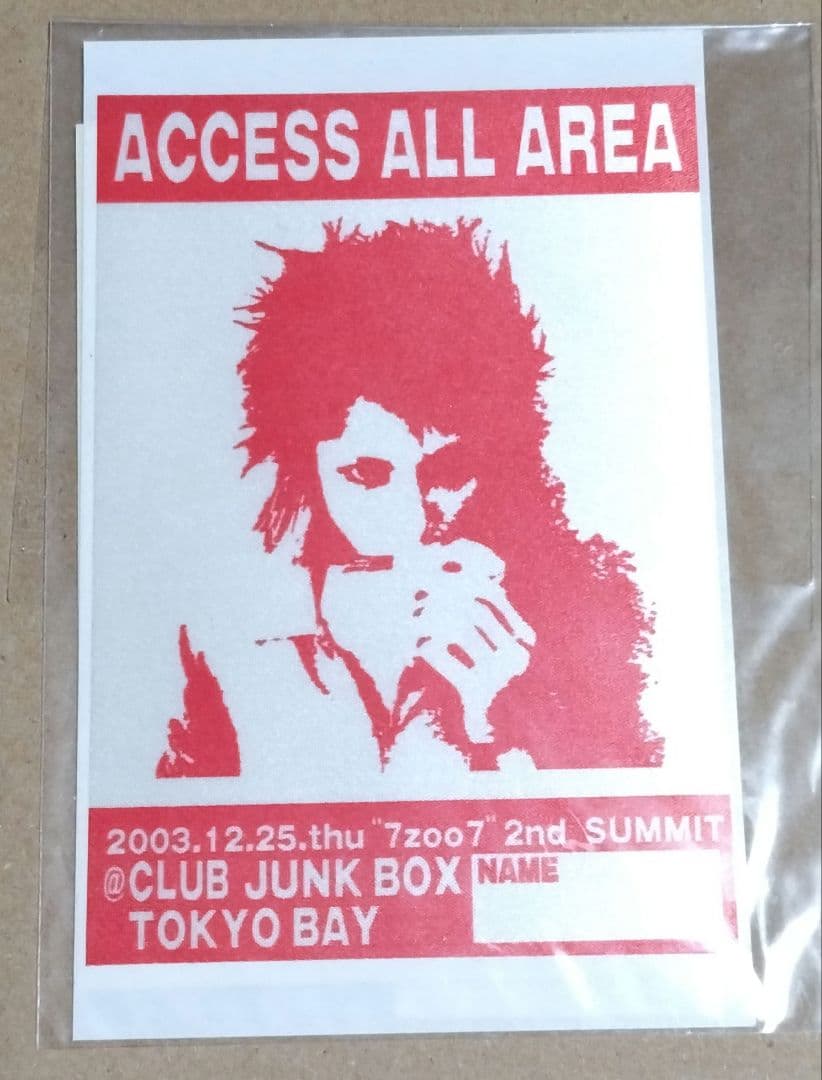 ACCESS ALL AREA
2003.12.25.thu "7zoo7" 2nd SUMMIT
@CLUB JUNK BOX
NAME
TOKYO BAY